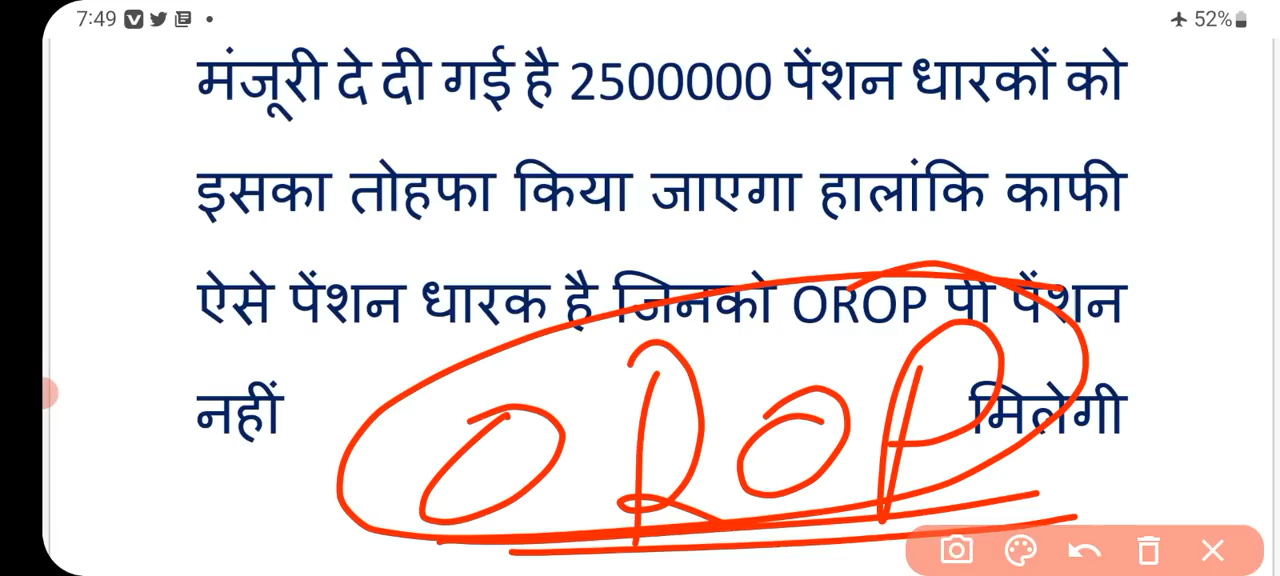 7:49 52%
मंजूरी दे दी गई है 2500000 पेंशन धारकों को
इसका तोहफा किया जाएगा हालांकि काफी
ऐसे पेंशन धारक है जिनको OROP पी पेंशन
नहीं मिलेगी
OROP